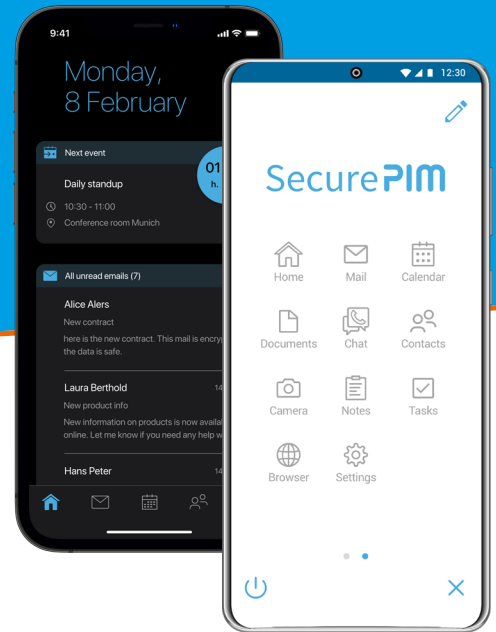 9:41
Monday,
8 February
Next event
01
h.
Daily standup
10:30 - 11:00
Conference room Munich
All unread emails (7)
Alice Alers
New contract
here is the new contract. This mail is
the data is safe.
Laura Berthold
14
New product info
New information on products is now
online. Let me know if you need any help
Hans Peter
14
12:30
SecurePIM
Home
Mail
Calendar
Documents
Chat
Contacts
Camera
Notes
Tasks
Browser
Settings